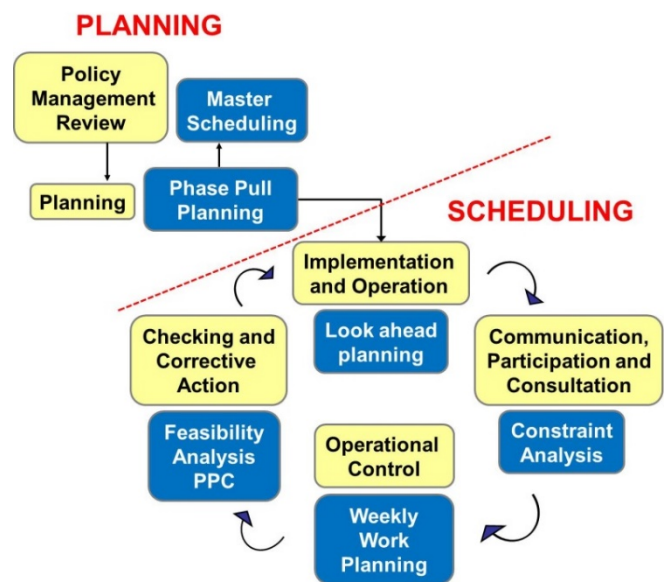 PLANNING
Policy
Management
Review
Master
Scheduling
Planning
Phase Pull
Planning
SCHEDULING
Implementation
and Operation
Look ahead
planning
Checking and
Corrective
Action
Communication,
Participation and
Consultation
Feasibility
Analysis
PPC
Operational
Control
Constraint
Analysis
Weekly
Work
Planning